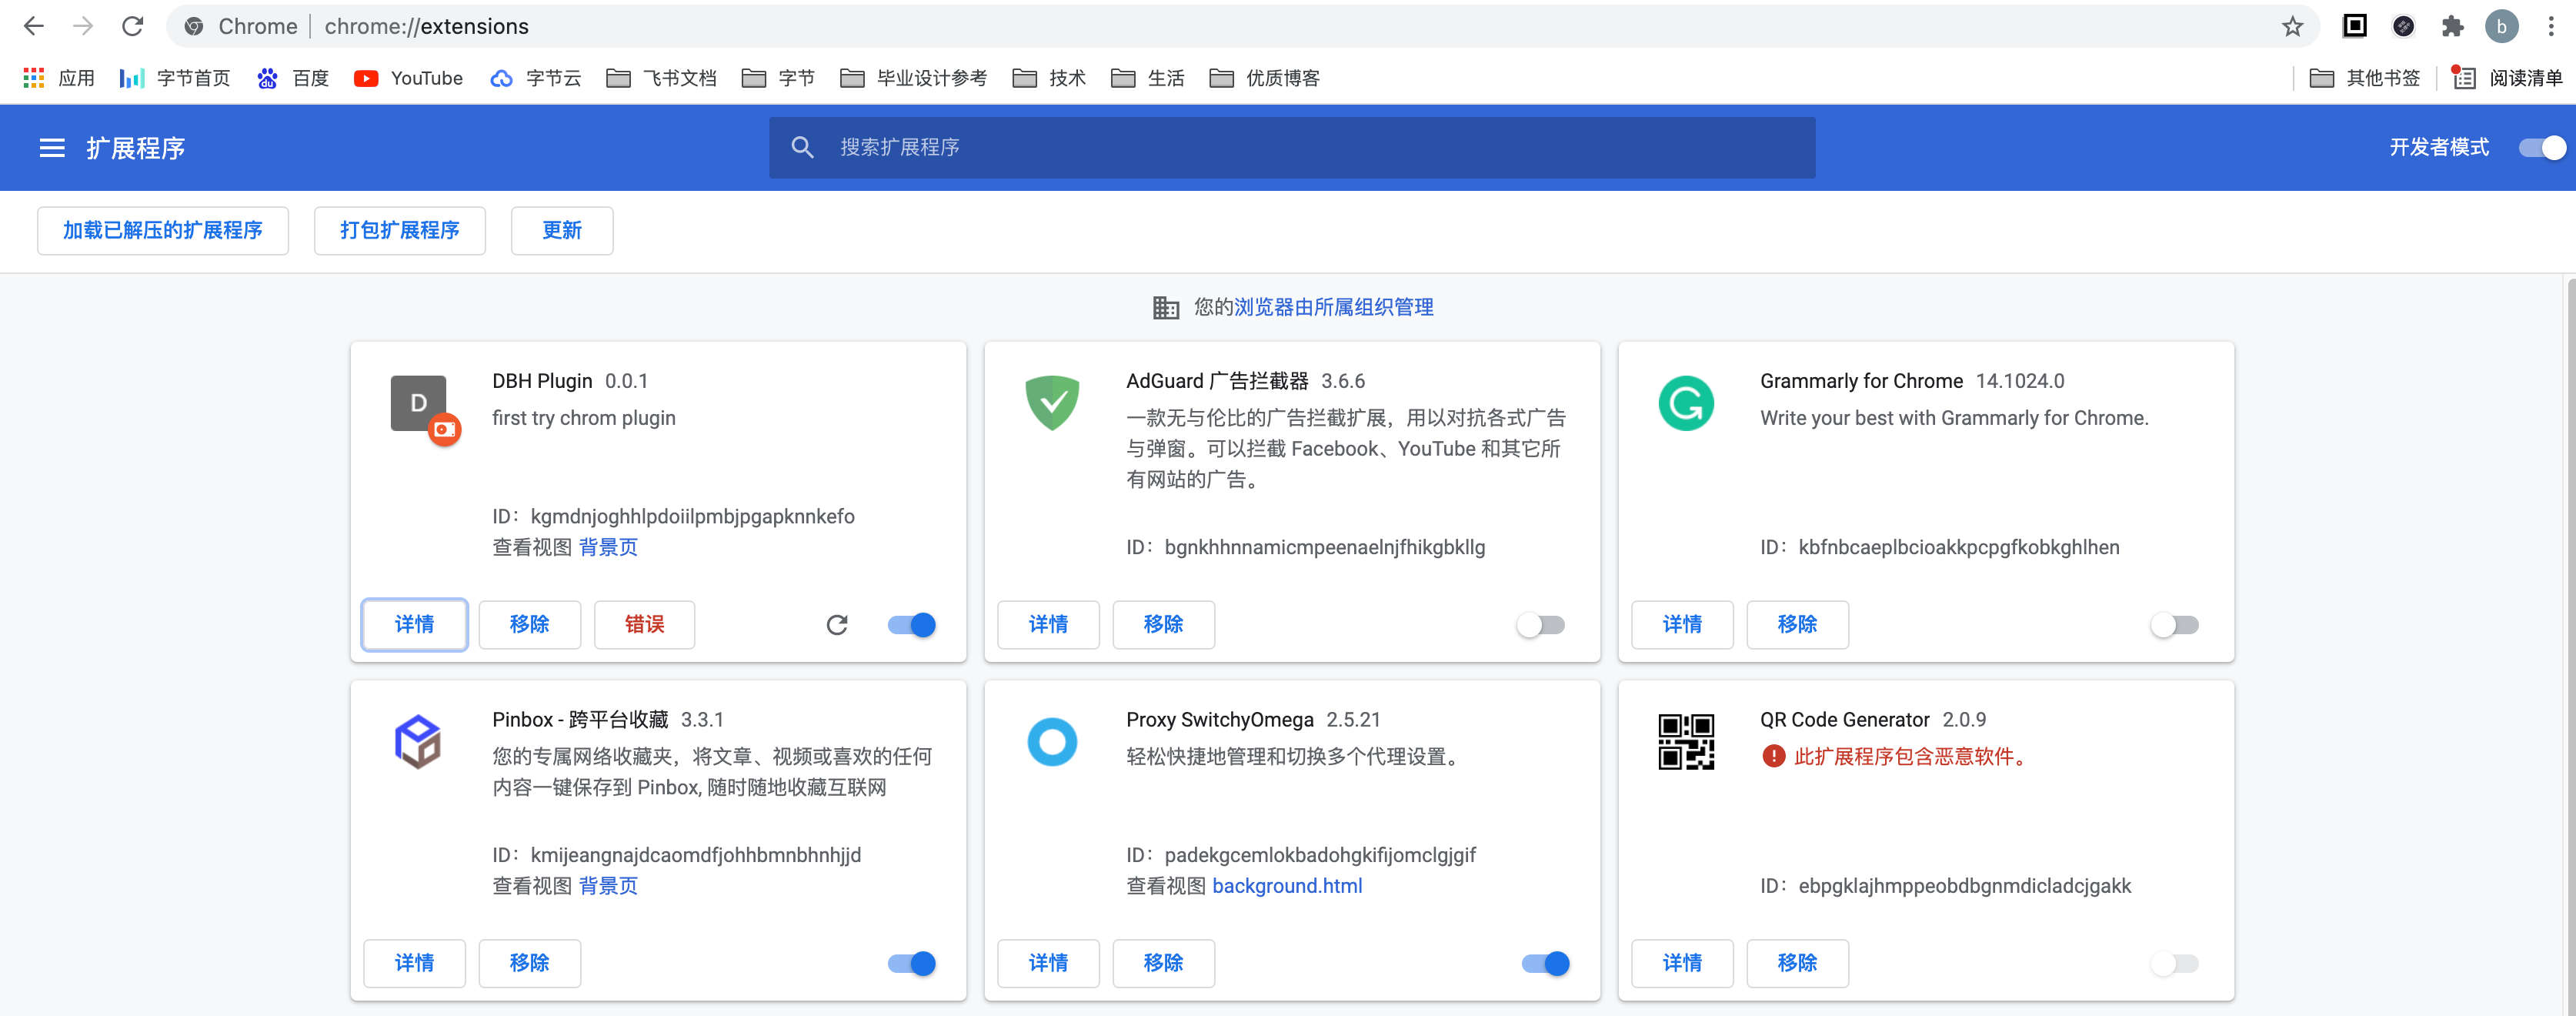 Chrome | chrome://extensions
b
应用 字节首页 百度 YouTube 字节云 飞书文档 字节 毕业设计参考 技术 生活 优质博客 其他书签 阅读清单
扩展程序
搜索扩展程序
开发者模式
加载已解压的扩展程序 打包扩展程序 更新
您的浏览器由所属组织管理
D
DBH Plugin 0.0.1
first try chrom plugin
ID：kgmdnjoghhlpdoiilpmbjpgapknnkefo
查看视图 背景页
详情 移除 错误
AdGuard 广告拦截器 3.6.6
一款无与伦比的广告拦截扩展，用以对抗各式广告
与弹窗。可以拦截 Facebook、YouTube 和其它所
有网站的广告。
ID：bgnkhhnnamicmpeenaelnjfhikgbkllg
详情 移除
Grammarly for Chrome 14.1024.0
Write your best with Grammarly for Chrome.
ID：kbfnbcaeplbcioakkpcpgfkobkghlhen
详情 移除
Pinbox - 跨平台收藏 3.3.1
您的专属网络收藏夹，将文章、视频或喜欢的任何
内容一键保存到 Pinbox, 随时随地收藏互联网
ID：kmijeangnajdcaomdfjohhbmnbhnhjjd
查看视图 背景页
详情 移除
Proxy SwitchyOmega 2.5.21
轻松快捷地管理和切换多个代理设置。
ID：padekgcemlokbadohgkifijomclgjgif
查看视图 background.html
详情 移除
QR Code Generator 2.0.9
此扩展程序包含恶意软件。
ID：ebpgklajhmppeobdbgnmdicladcjgakk
详情 移除